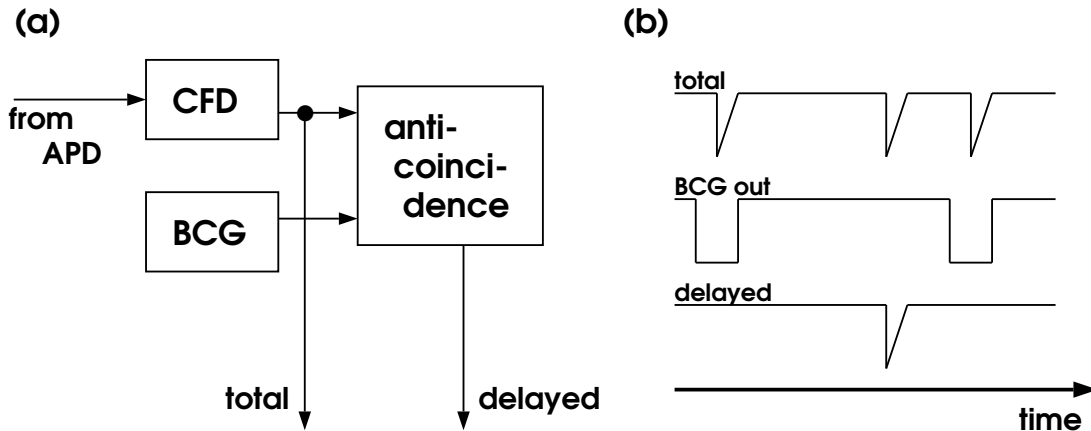 (a)
CFD
from
APD
anti-
coinci-
dence
BCG
total
delayed
(b)
total
BCG out
delayed
time